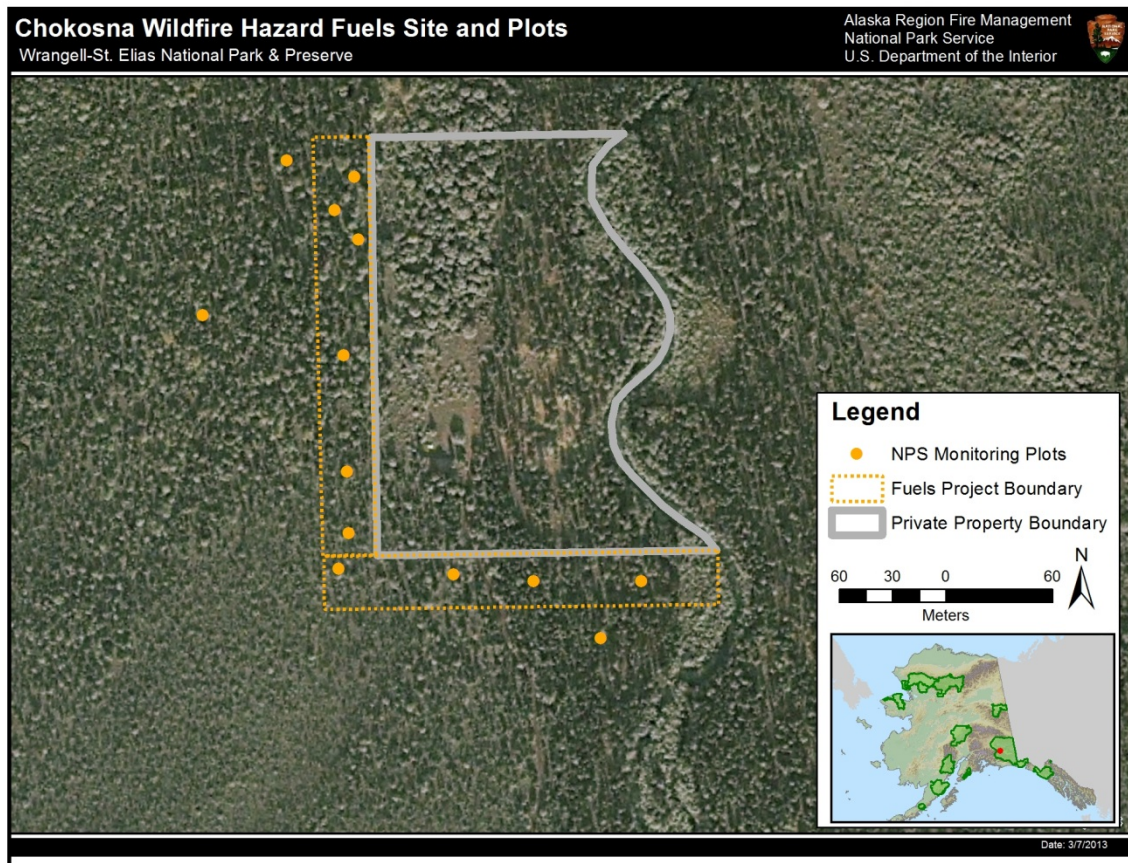 Chokosna Wildfire Hazard Fuels Site and Plots
Wrangell-St. Elias National Park & Preserve
Alaska Region Fire Management
National Park Service
U.S. Department of the Interior
Legend
NPS Monitoring Plots
Fuels Project Boundary
Private Property Boundary
N
60 30 0 60
Meters
Date: 3/7/2013